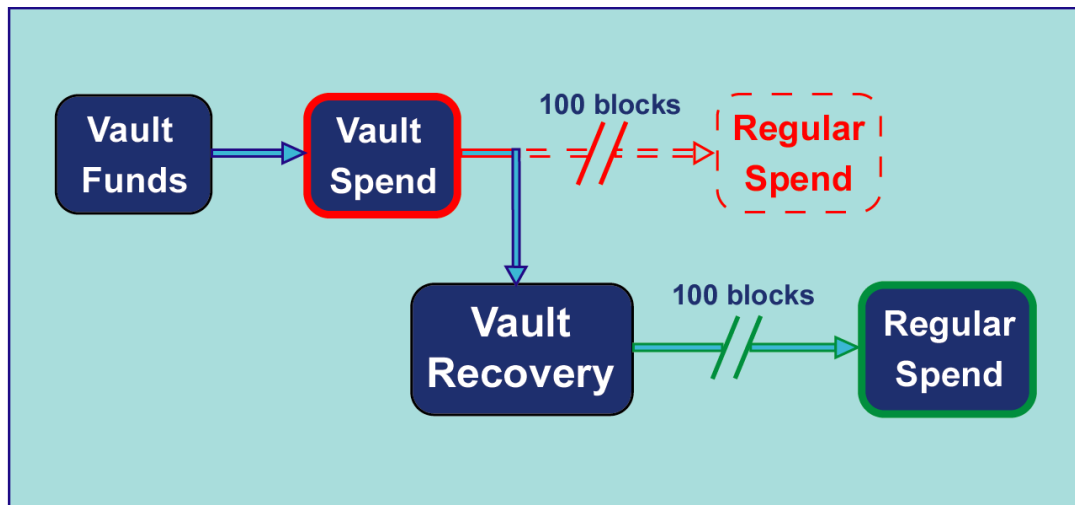 Vault
Funds
Vault
Spend
100 blocks
Regular
Spend
Vault
Recovery
100 blocks
Regular
Spend